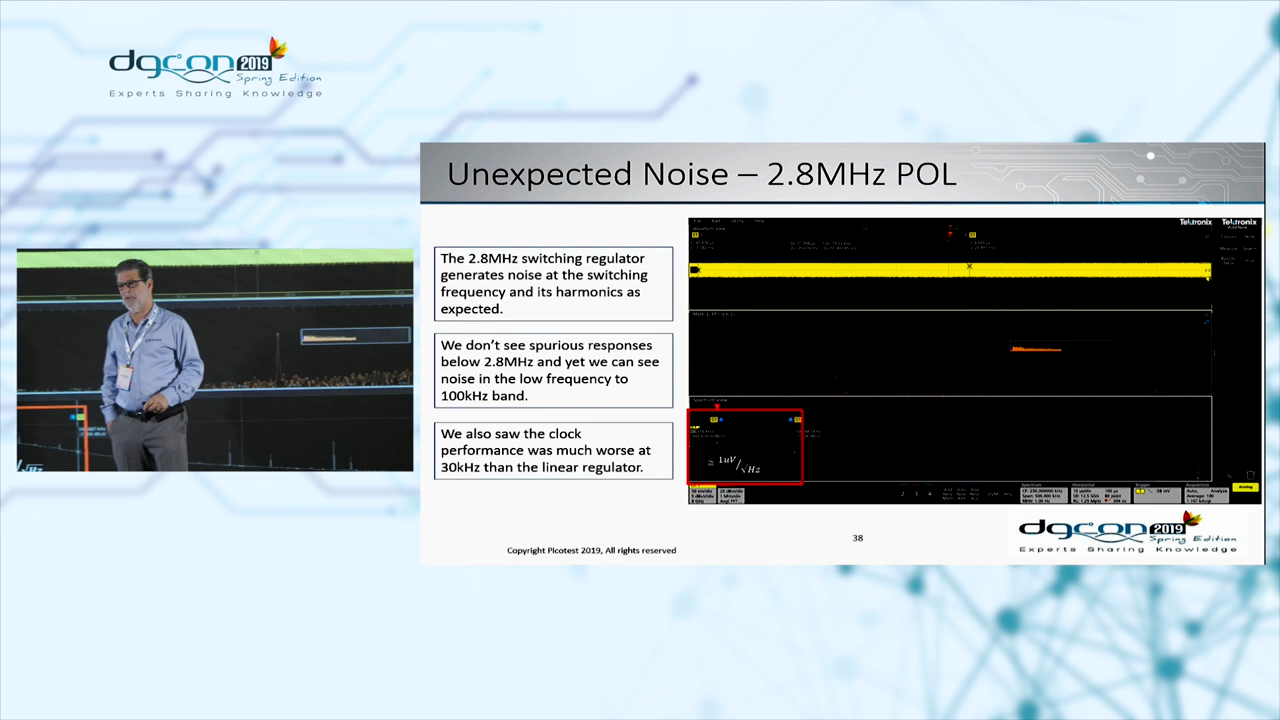 dgcon 2019
Spring Edition
Experts Sharing Knowledge
Unexpected Noise – 2.8MHz POL
The 2.8MHz switching regulator
generates noise at the switching
frequency and its harmonics as
expected.
We don't see spurious responses
below 2.8MHz and yet we can see
noise in the low frequency to
100kHz band.
We also saw the clock
performance was much worse at
30kHz than the linear regulator.
Tektronix
Tektronix
≃ 1uV/√Hz
Copyright Picotest 2019, All rights reserved
38
dgcon 2019
Spring Edition
Experts Sharing Knowledge